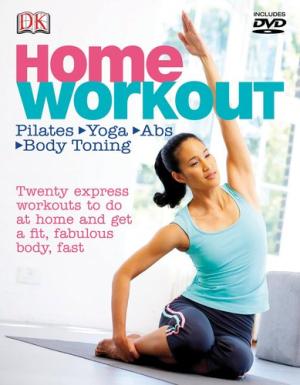 DK
INCLUDES
DVD
Home
Workout
Pilates ▸Yoga ▸Abs
▸Body Toning
Twenty express
workouts to do
at home and get
a fit, fabulous
body, fast